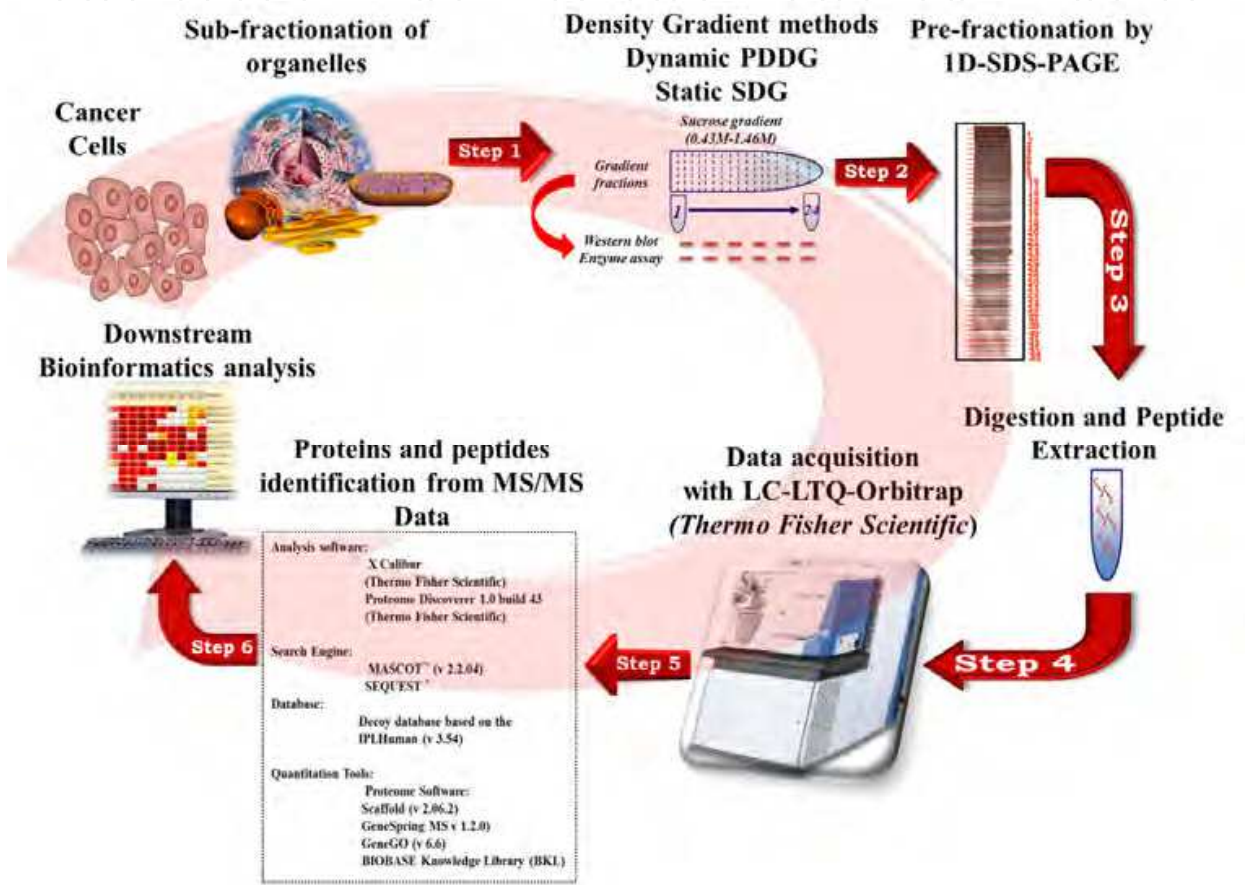 Cancer
Cells
Sub-fractionation of
organelles
Step 1
Density Gradient methods
Dynamic PDDG
Static SDG
Sucrose gradient
(0.43M-1.46M)
Gradient
fractions
1
24
Western blot
Enzyme assay
Step 2
Pre-fractionation by
1D-SDS-PAGE
Step 3
Digestion and Peptide
Extraction
Step 4
Data acquisition
with LC-LTQ-Orbitrap
(Thermo Fisher Scientific)
Step 5
Proteins and peptides
identification from MS/MS
Data
Analysis software:
X Calibur
(Thermo Fisher Scientific)
Proteome Discoverer 1.0 build 43
(Thermo Fisher Scientific)
Search Engine:
MASCOT™ (v 2.2.04)
SEQUEST
Database:
Decoy database based on the
IPI.Human (v 3.54)
Quantitation Tools:
Proteome Software:
Scaffold (v 2.06.2)
GeneSpring MS v 1.2.0)
GeneGO (v 6.6)
BIOBASE Knowledge Library (BKL)
Step 6
Downstream
Bioinformatics analysis